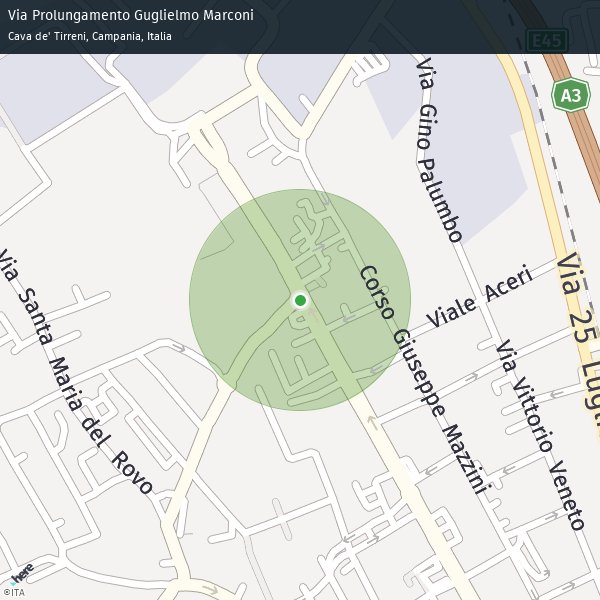 Via Prolungamento Guglielmo Marconi
Cava de' Tirreni, Campania, Italia
E45
A3
Via Gino Palumbo
Via Santa Maria del Rovo
Corso Giuseppe Mazzini
Viale Aceri
Via 25 Lugli
Via Vittorio Veneto
here
©ITA